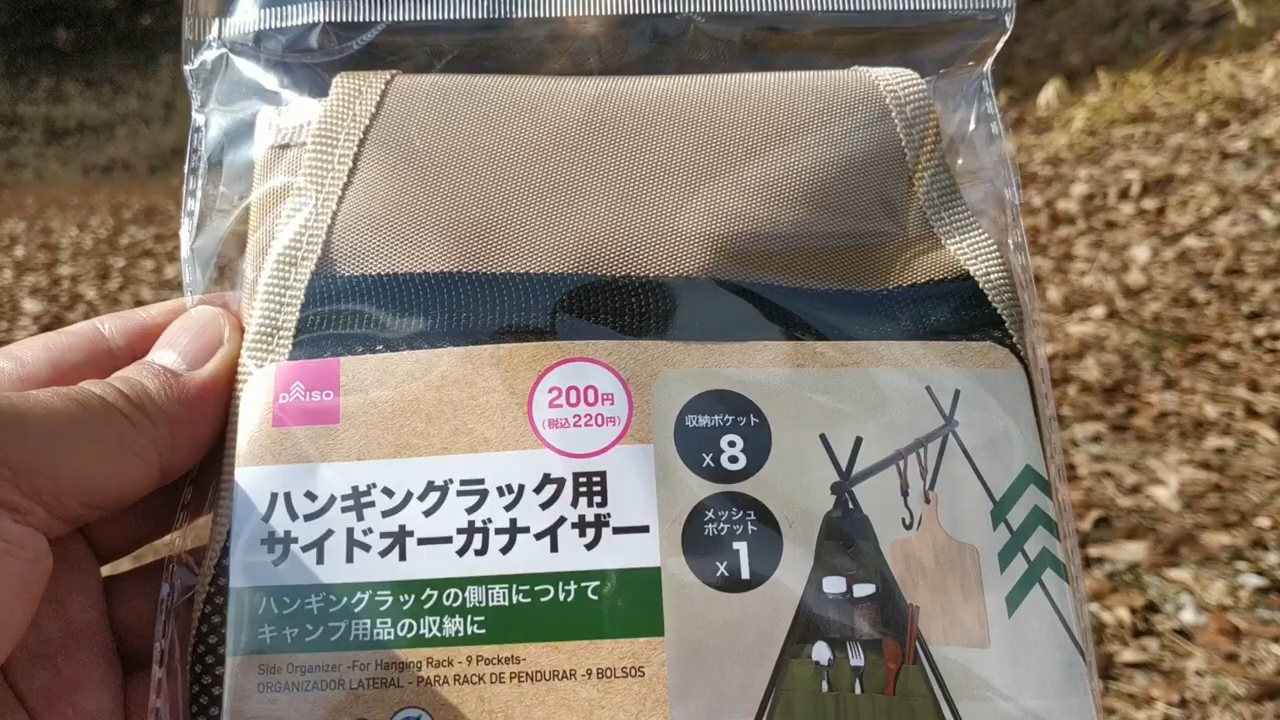 DAISO
200円
(税込220円)
ハンギングラック用
サイドオーガナイザー
ハンギングラックの側面につけて
キャンプ用品の収納に
Side Organizer -For Hanging Rack - 9 Pockets-
ORGANIZADOR LATERAL - PARA RACK DE PENDURAR -9 BOLSOS
収納ポケット
x8
メッシュ
ポケット
x1